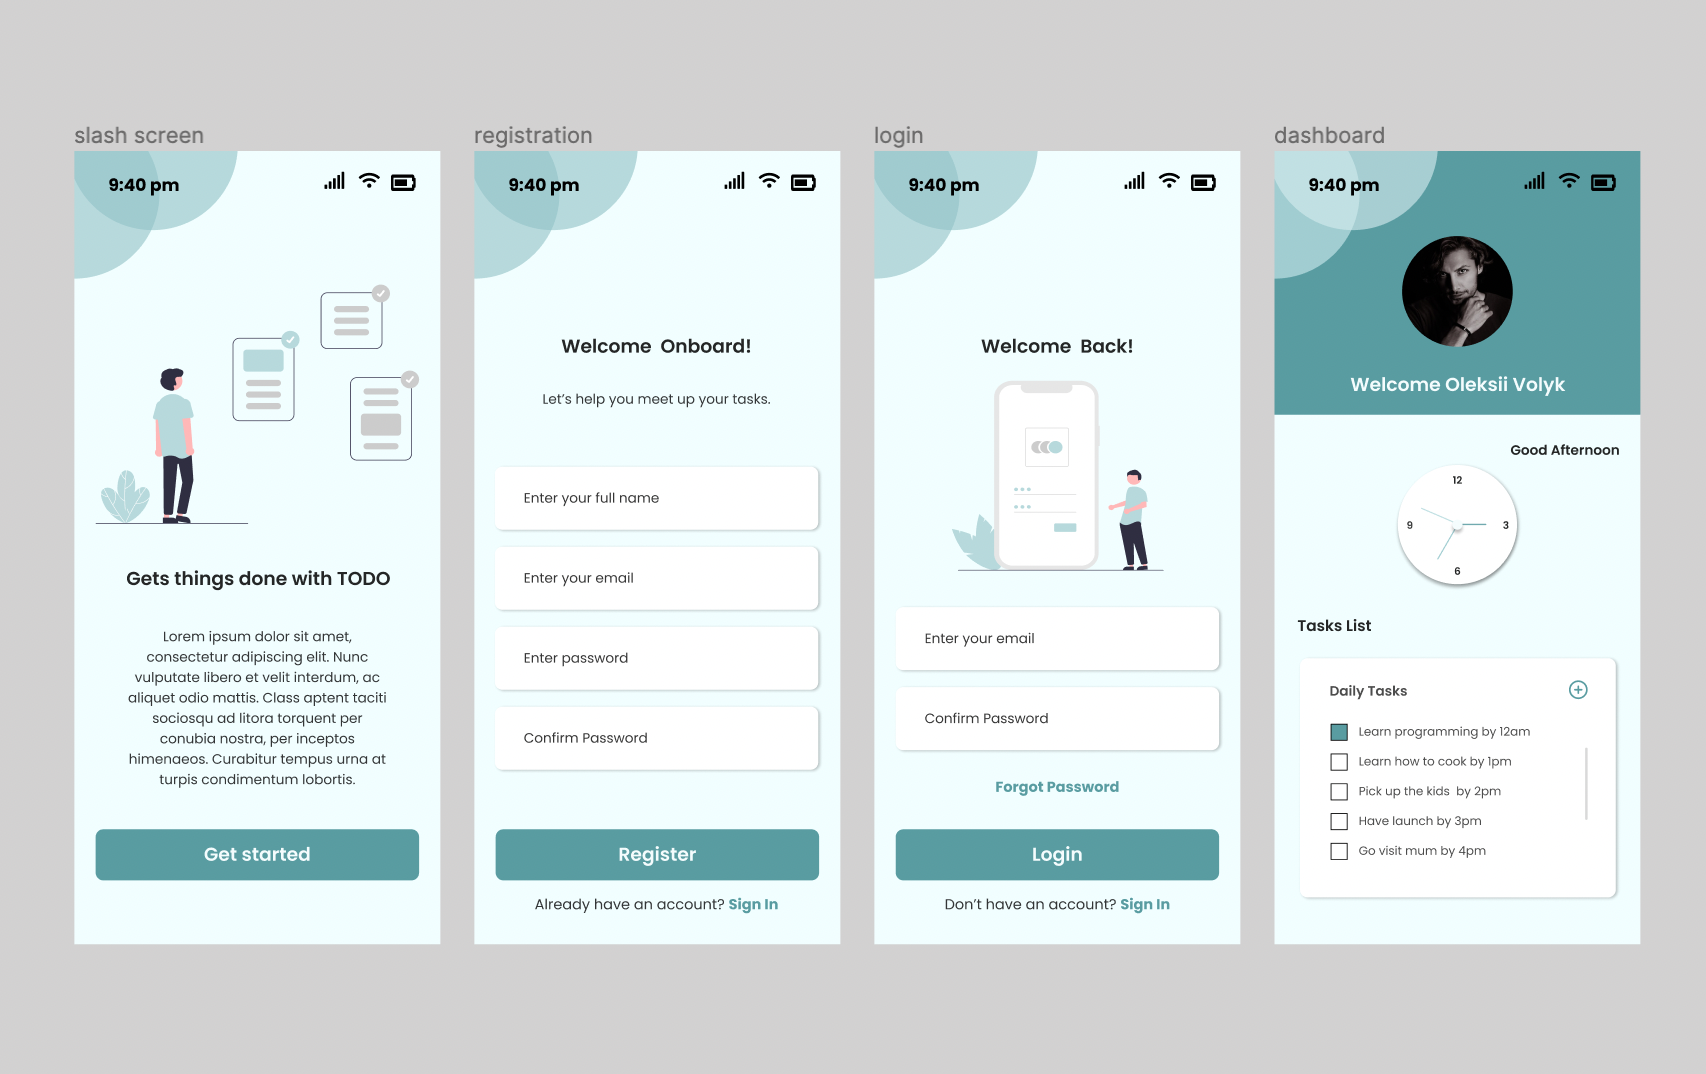 slash screen
9:40 pm
Gets things done with TODO
Lorem ipsum dolor sit amet,
consectetur adipiscing elit. Nunc
vulputate libero et velit interdum, ac
aliquet odio mattis. Class aptent taciti
sociosqu ad litora torquent per
conubia nostra, per inceptos
himenaeos. Curabitur tempus urna at
turpis condimentum lobortis.
Get started
registration
9:40 pm
Welcome Onboard!
Let's help you meet up your tasks.
Enter your full name
Enter your email
Enter password
Confirm Password
Register
Already have an account? Sign In
login
9:40 pm
Welcome Back!
Enter your email
Confirm Password
Forgot Password
Login
Don't have an account? Sign In
dashboard
9:40 pm
Welcome Oleksii Volyk
Good Afternoon
12
9
3
6
Tasks List
Daily Tasks
Learn programming by 12am
Learn how to cook by 1pm
Pick up the kids by 2pm
Have launch by 3pm
Go visit mum by 4pm